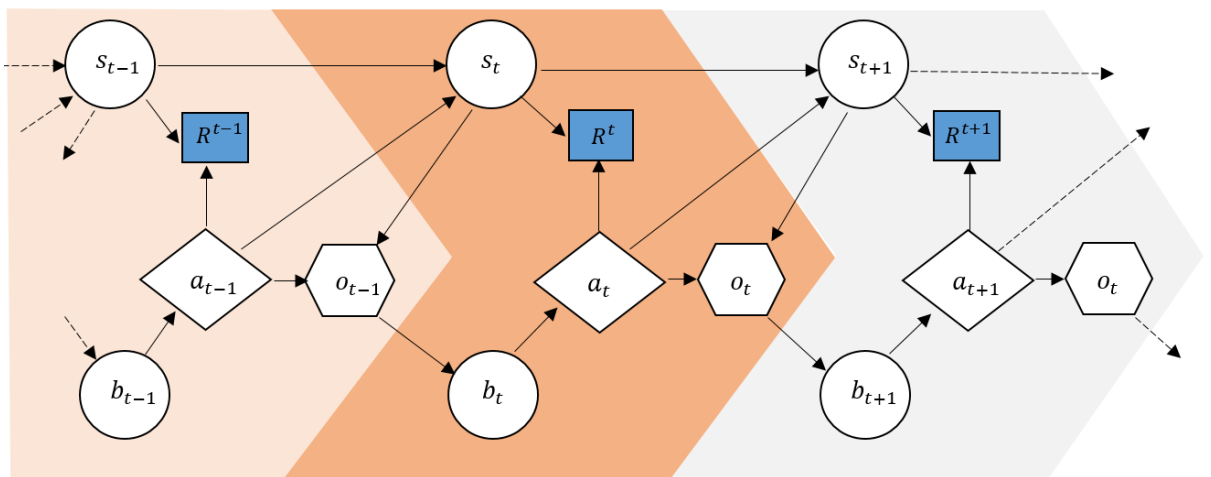 s_{t−1}
s_t
s_{t+1}
R^{t−1}
R^t
R^{t+1}
a_{t−1}
o_{t−1}
a_t
o_t
a_{t+1}
o_t
b_{t−1}
b_t
b_{t+1}